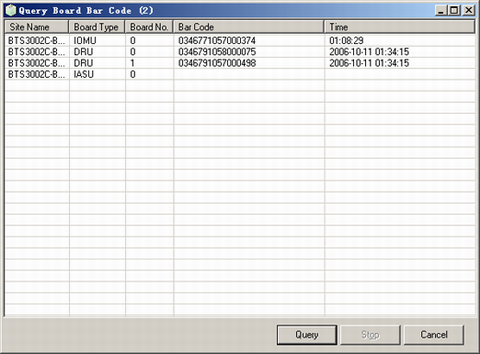 Query Board Bar Code (2)
Site Name Board Type Board No. Bar Code Time
BTS3002C-B... IOMU 0 0346771057000374 01:08:29
BTS3002C-B... DRU 0 0346791058000075 2006-10-11 01:34:15
BTS3002C-B... DRU 1 0346791057000498 2006-10-11 01:34:15
BTS3002C-B... IASU 0
Query Stop Cancel